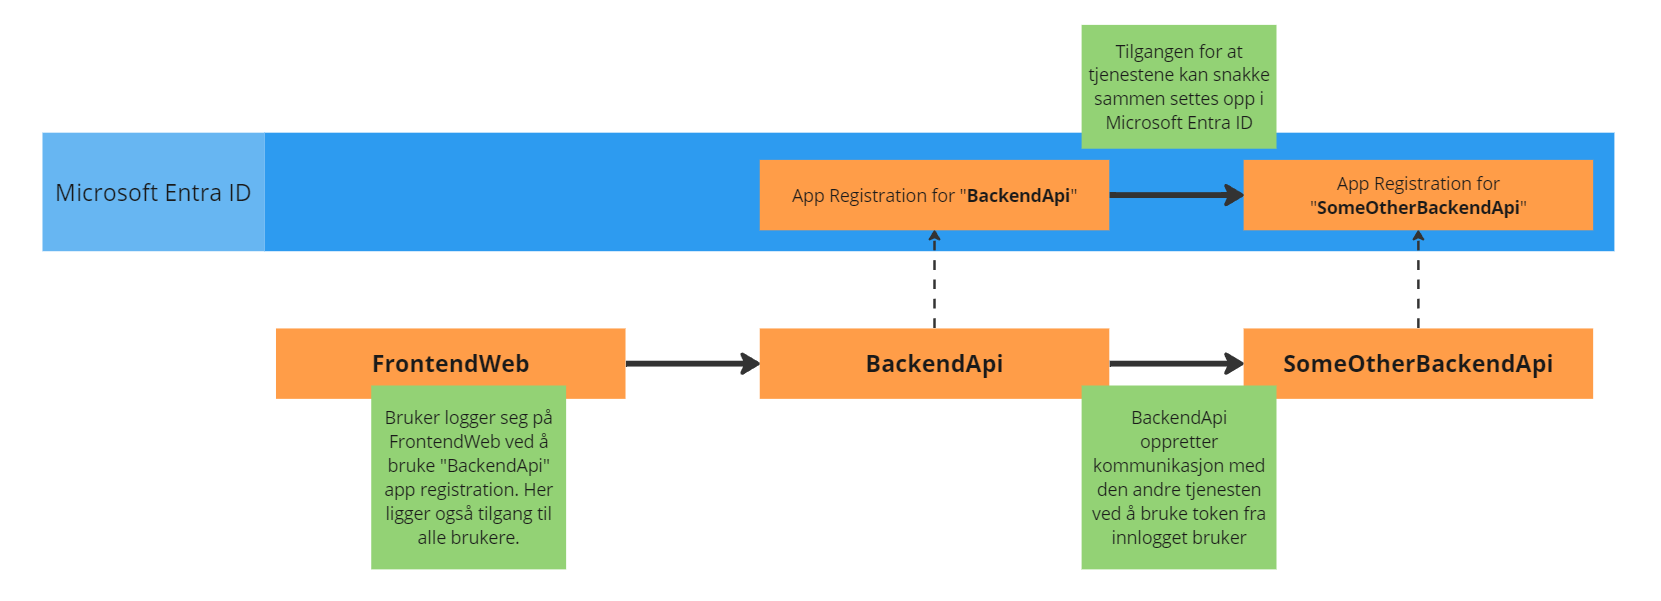 Tilgangen for at
tjenestene kan snakke
sammen settes opp i
Microsoft Entra ID
Microsoft Entra ID
App Registration for "BackendApi"
App Registration for
"SomeOtherBackendApi"
FrontendWeb
BackendApi
SomeOtherBackendApi
Bruker logger seg på
FrontendWeb ved å
bruke "BackendApi"
app registration. Her
ligger også tilgang til
alle brukere.
BackendApi
oppretter
kommunikasjon med
den andre tjenesten
ved å bruke token fra
innlogget bruker